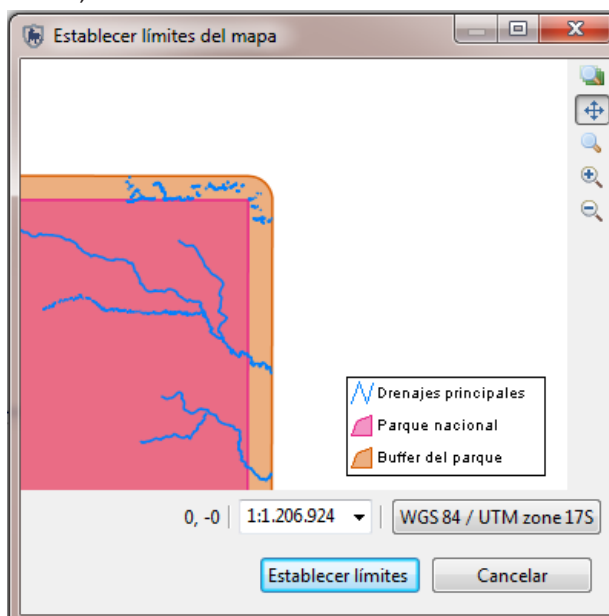 Establecer límites del mapa
Drenajes principales
Parque nacional
Buffer del parque
0, -0 1:1.206.924 WGS 84 / UTM zone 17S
Establecer límites Cancelar